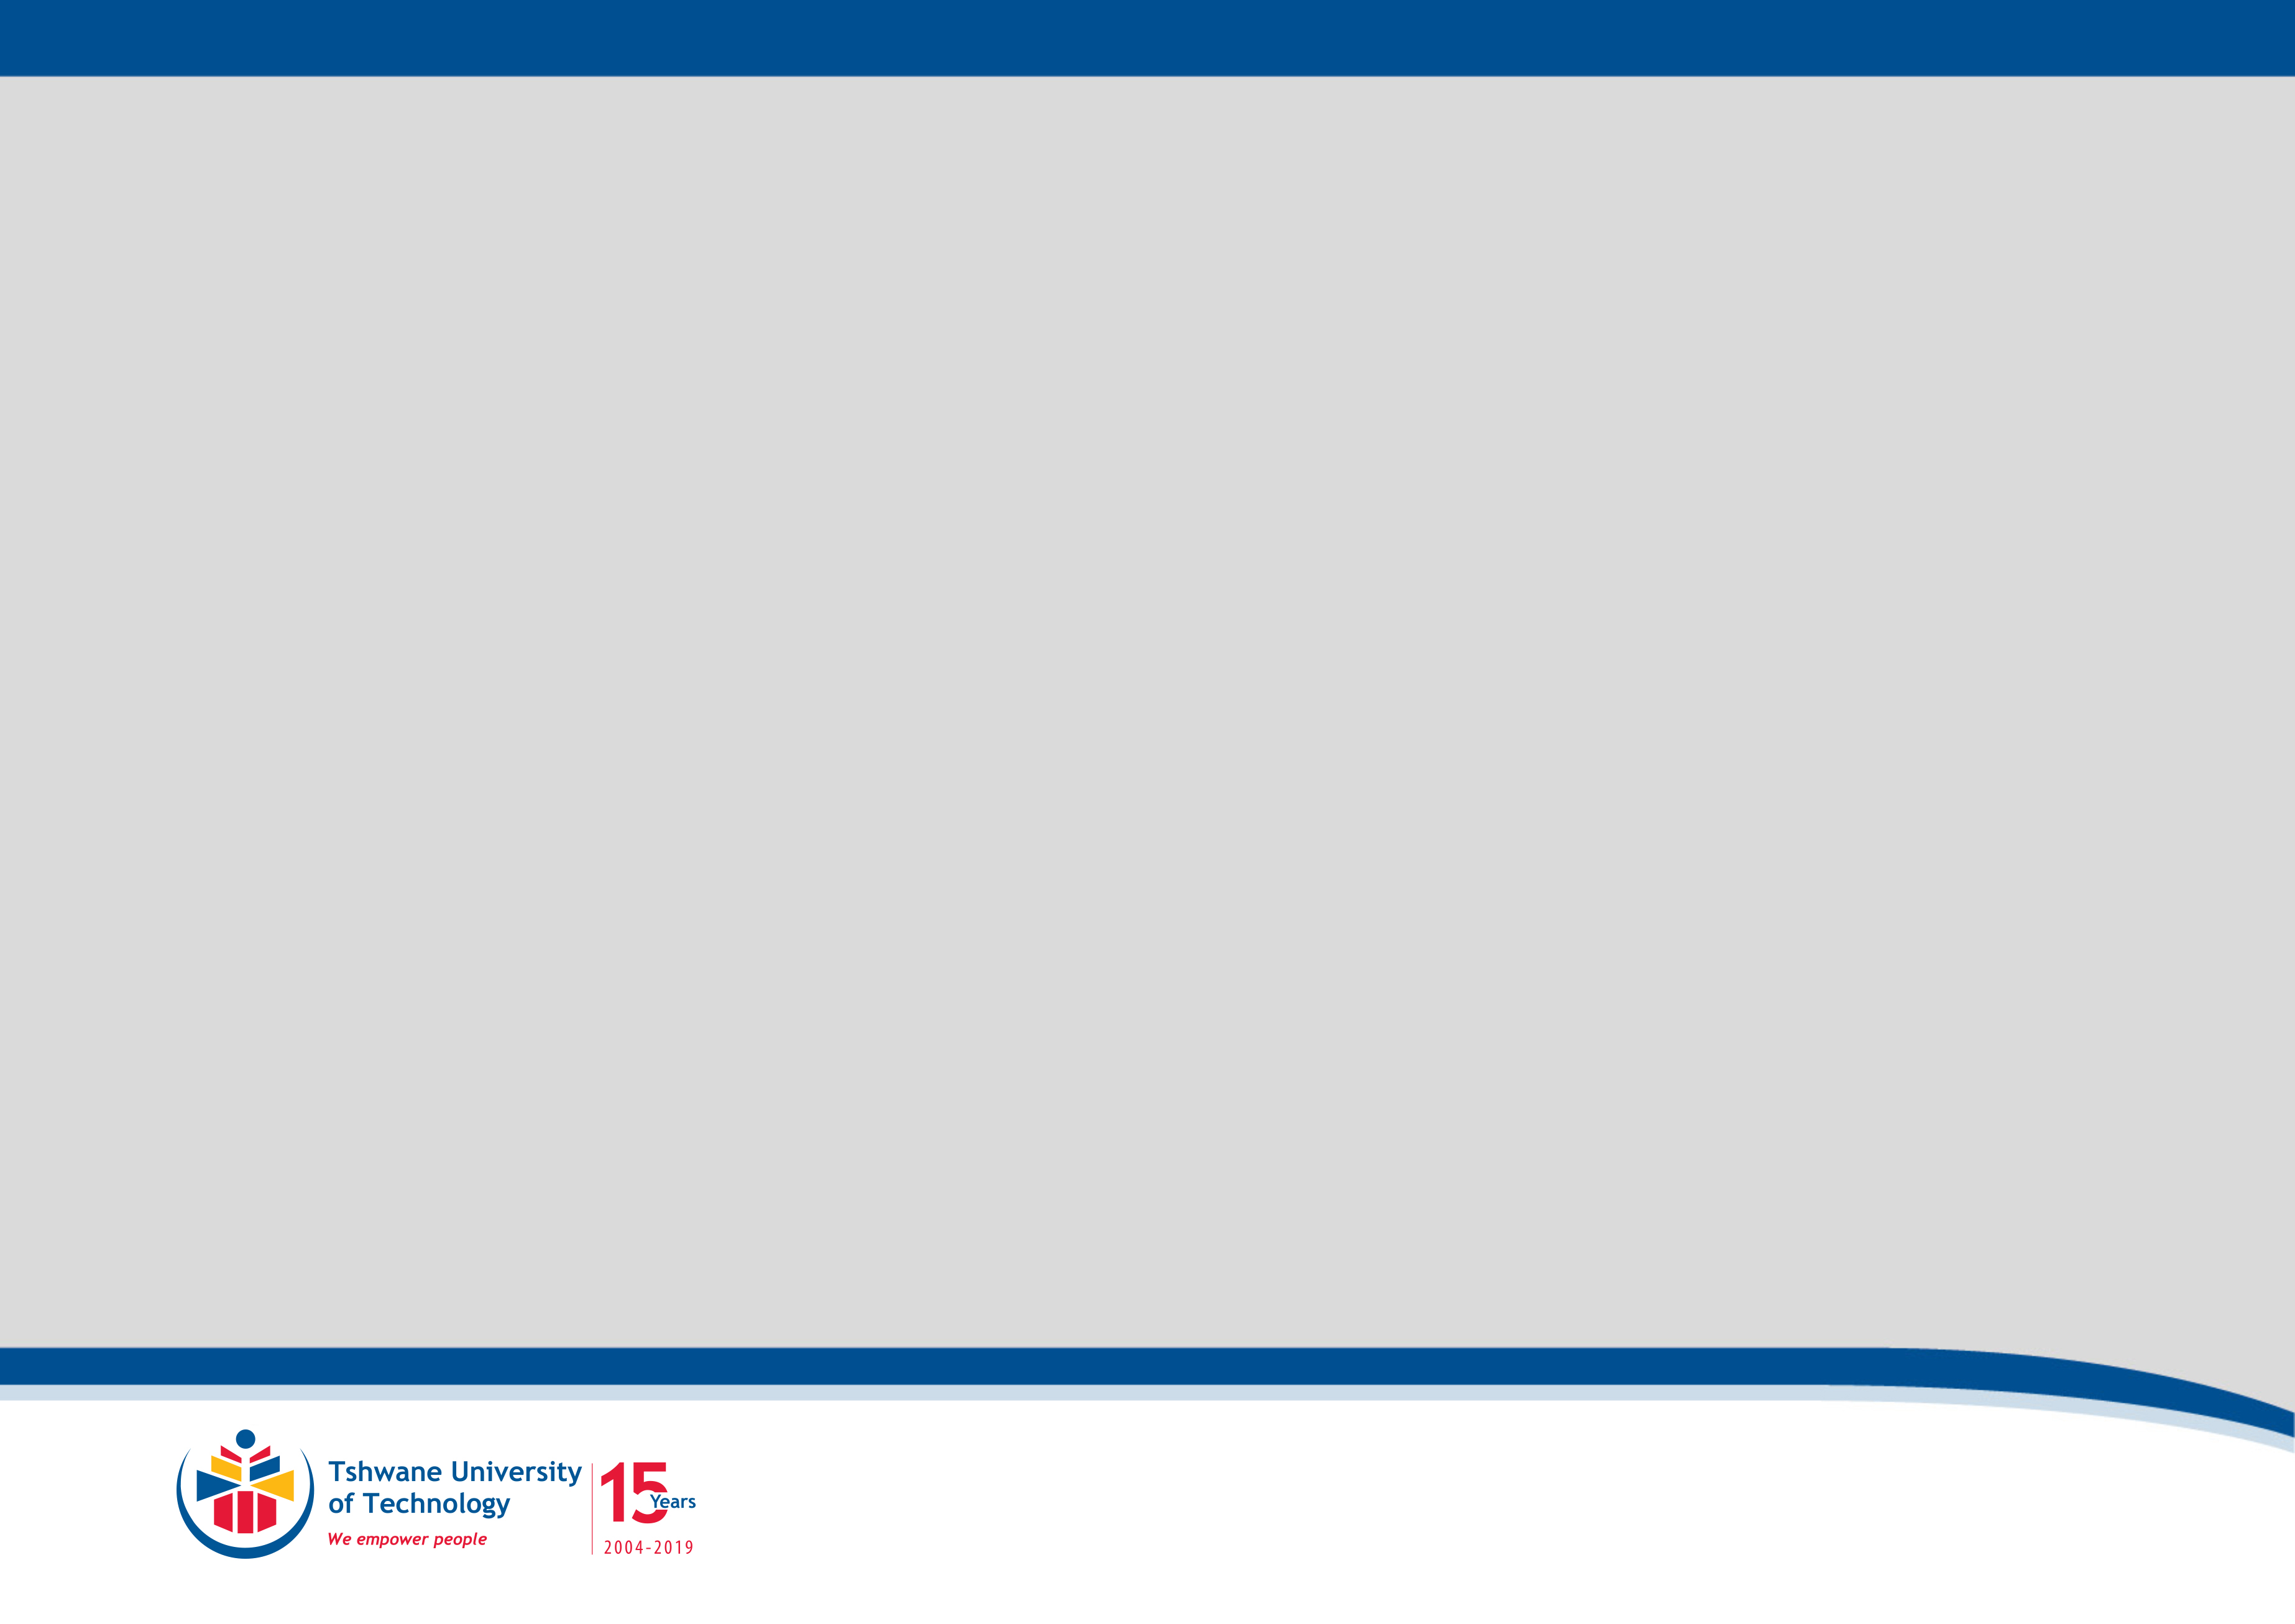 Tshwane University
of Technology
We empower people
15
Years
2004-2019